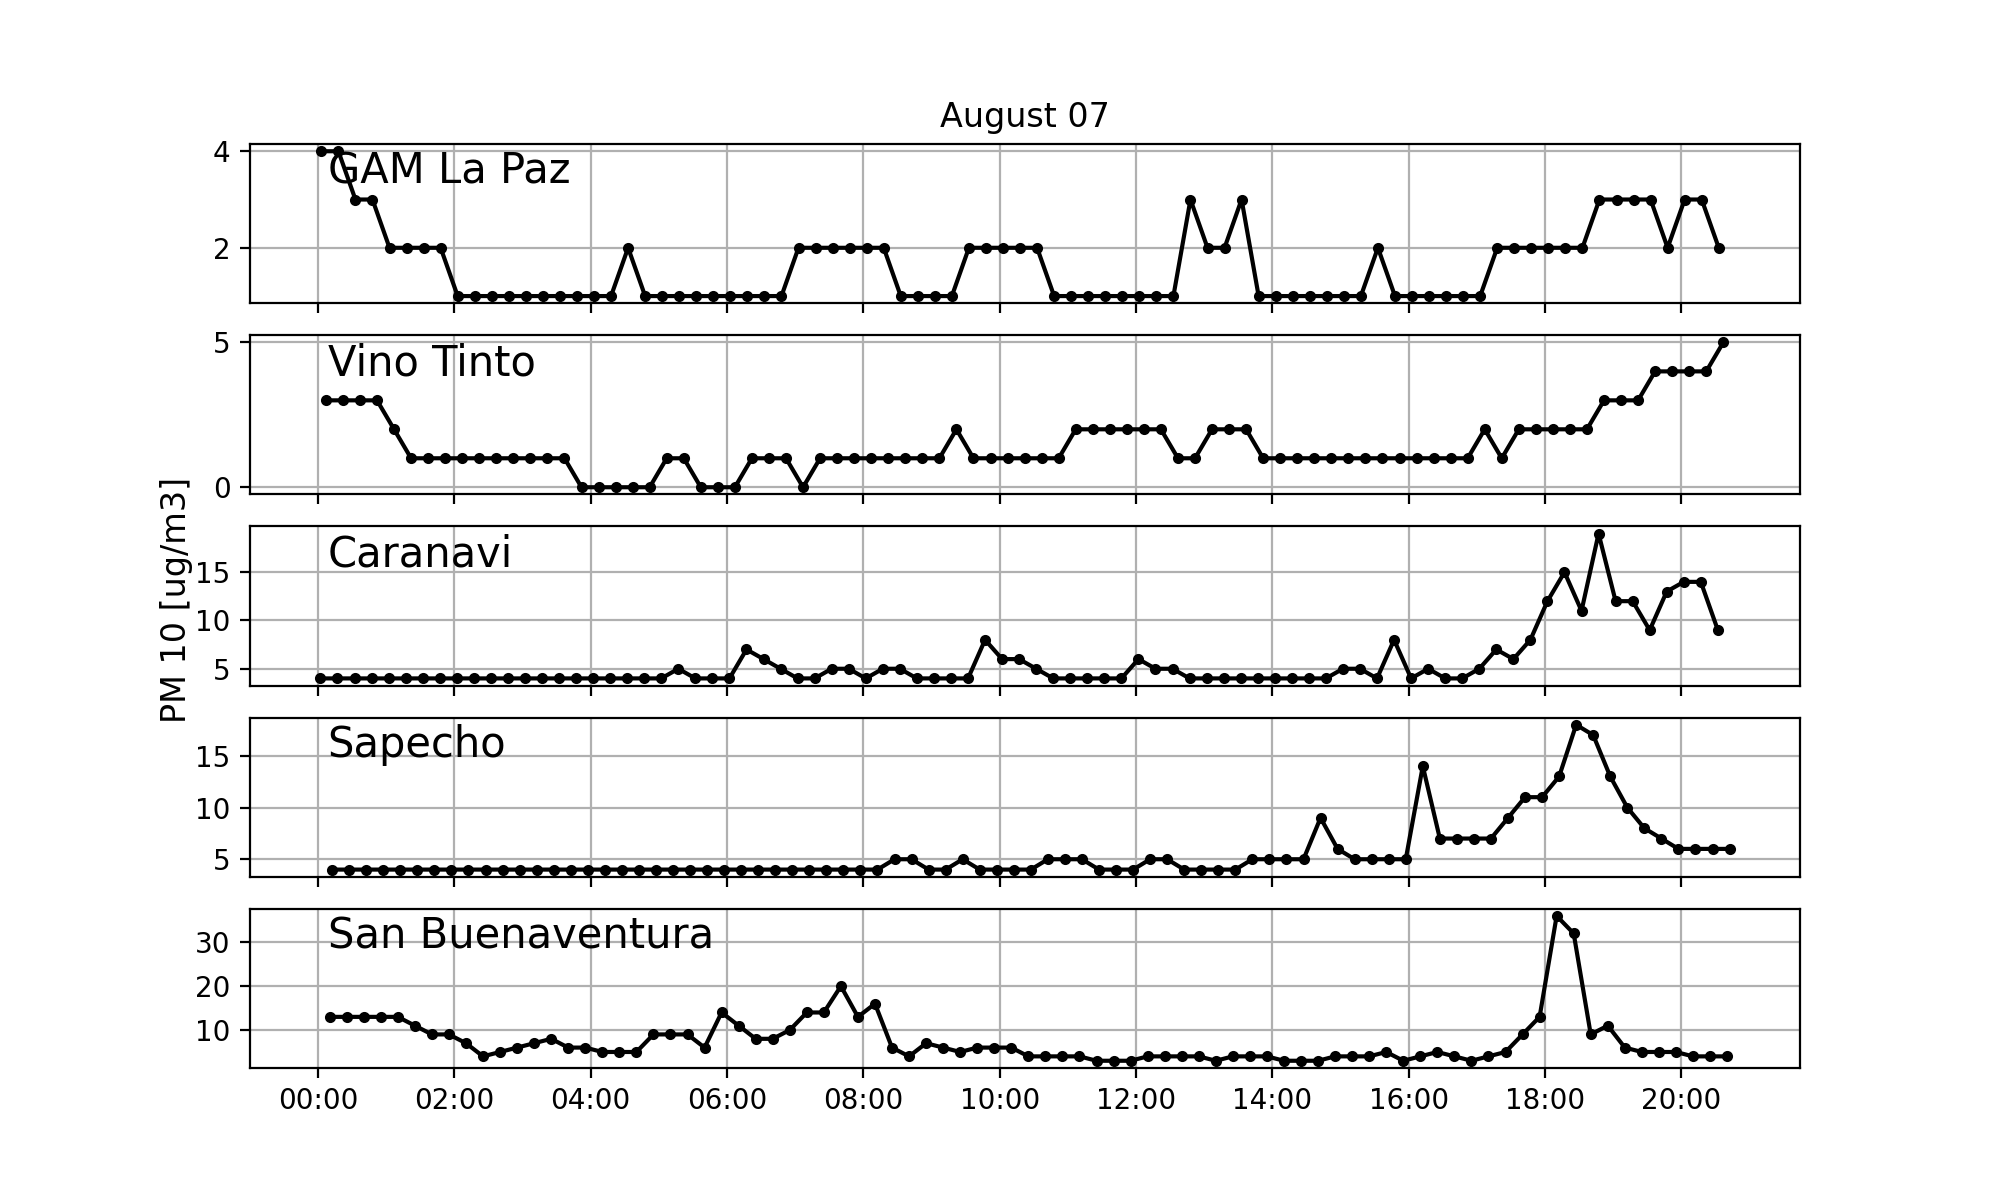 August 07
GAM La Paz
4
2
Vino Tinto
5
0
PM 10 [ug/m3]
Caranavi
15
10
5
Sapecho
15
10
5
San Buenaventura
30
20
10
00:00 02:00 04:00 06:00 08:00 10:00 12:00 14:00 16:00 18:00 20:00